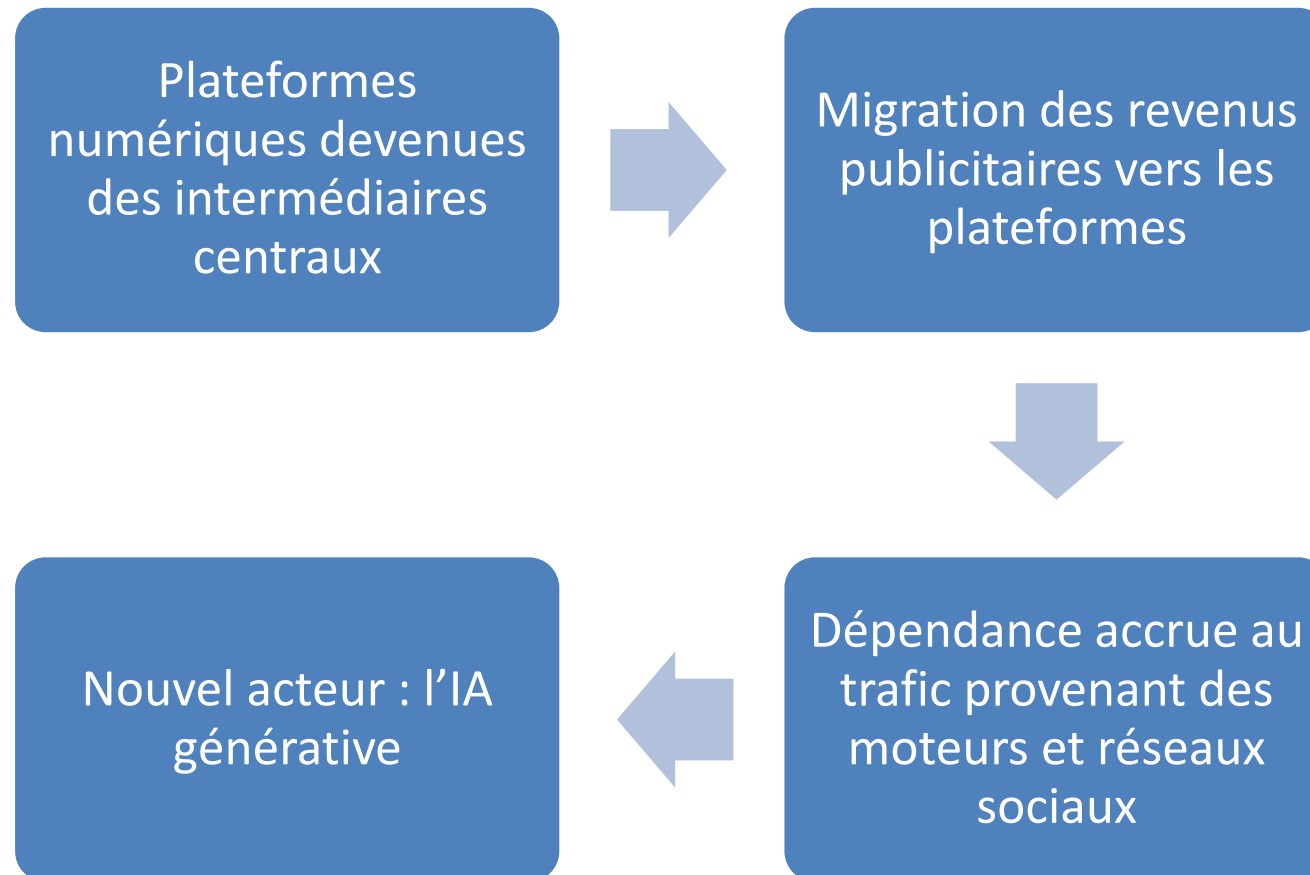 Plateformes
numériques devenues
des intermédiaires
centraux
Migration des revenus
publicitaires vers les
plateformes
Dépendance accrue au
trafic provenant des
moteurs et réseaux
sociaux
Nouvel acteur : l’IA
générative